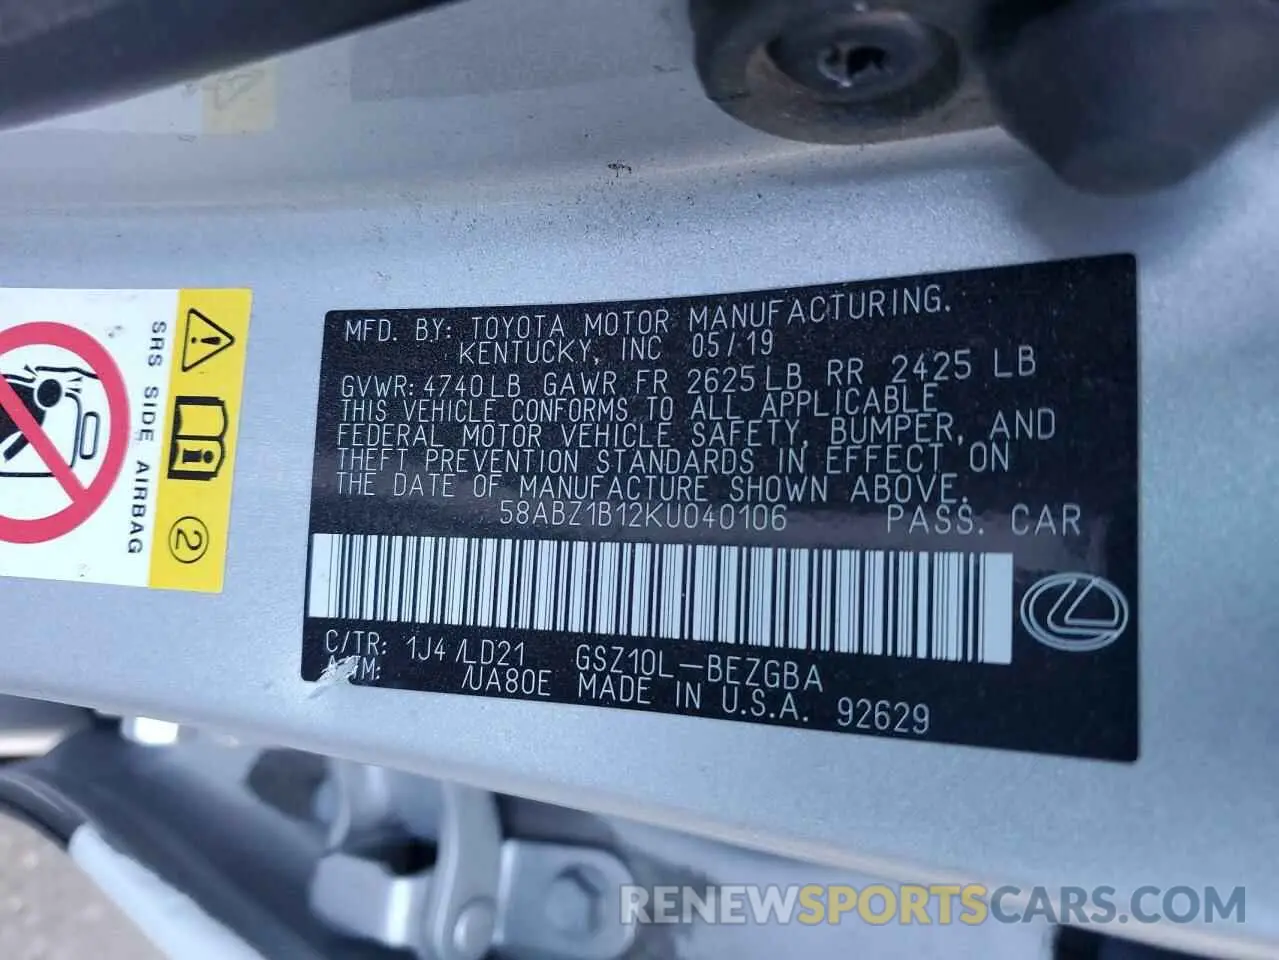 MFD. BY: TOYOTA MOTOR MANUFACTURING.
KENTUCKY, INC 05/19
GVWR: 4740LB GAWR FR 2625LB RR 2425 LB
THIS VEHICLE CONFORMS TO ALL APPLICABLE
FEDERAL MOTOR VEHICLE SAFETY, BUMPER, AND
THEFT PREVENTION STANDARDS IN EFFECT ON
THE DATE OF MANUFACTURE SHOWN ABOVE.
58ABZ1B12KU040106 PASS. CAR
C/TR: 1J4 /LD21 GSZ10L-BEZGBA
/UA80E MADE IN U.S.A. 92629
SRS SIDE AIRBAG
2
RENEWSPORTSCARS.COM